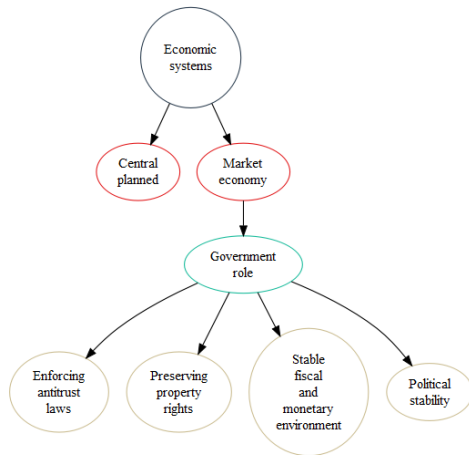 Economic
systems
Central
planned
Market
economy
Government
role
Enforcing
antitrust
laws
Preserving
property
rights
Stable
fiscal
and
monetary
environment
Political
stability